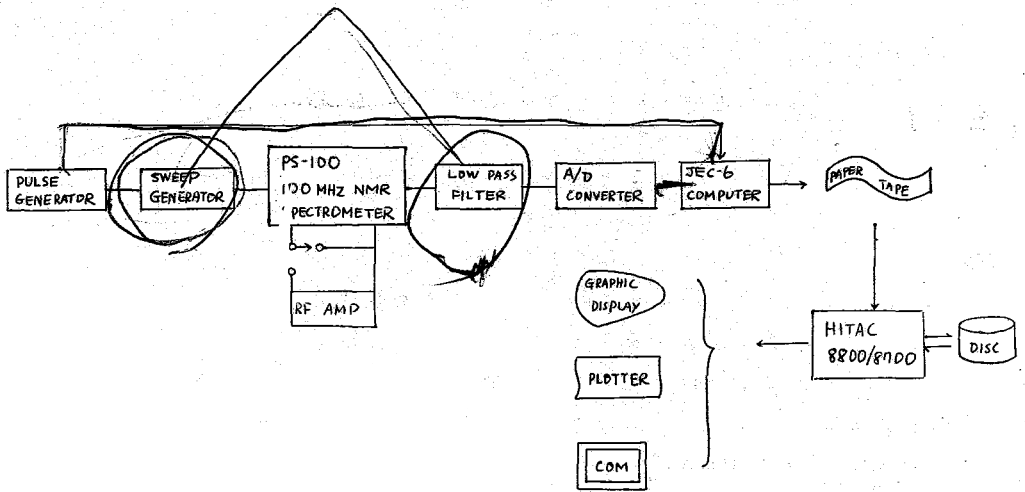 PULSE
GENERATOR
SWEEP
GENERATOR
PS-100
100 MHZ NMR
PECTROMETER
RF AMP
LOW PASS
FILTER
A/D
CONVERTER
JEC-6
COMPUTER
PAPER TAPE
GRAPHIC
DISPLAY
PLOTTER
COM
HITAC
8800/8700
DISC